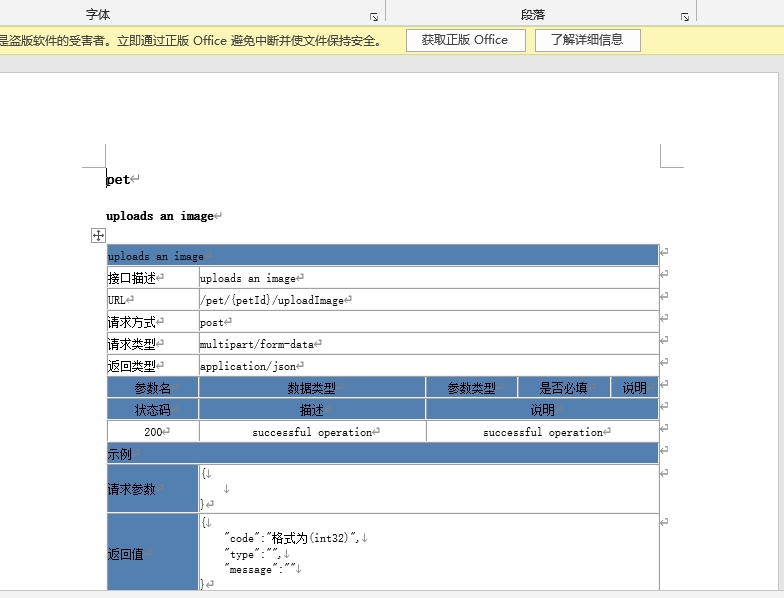 字体 段落
是盗版软件的受害者。立即通过正版 Office 避免中断并使文件保持安全。 获取正版 Office 了解详细信息
pet
uploads an image
uploads an image
接口描述 uploads an image
URL /pet/{petId}/uploadImage
请求方式 post
请求类型 multipart/form-data
返回类型 application/json
参数名 数据类型 参数类型 是否必填 说明
状态码 描述 说明
200 successful operation successful operation
示例
请求参数 {
}
返回值 {
"code":"格式为(int32)",
"type":"",
"message":""
}